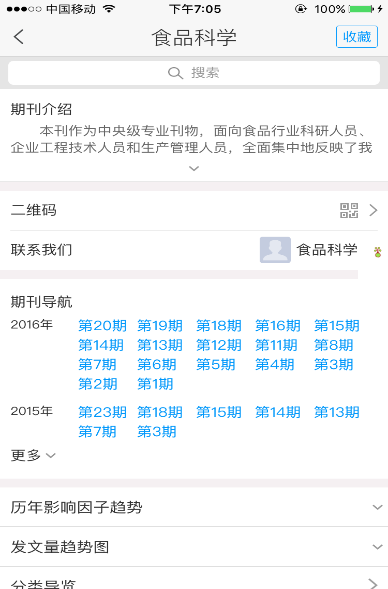 中国移动 下午7:05 100%
食品科学 收藏
搜索
期刊介绍
本刊作为中央级专业刊物，面向食品行业科研人员、
企业工程技术人员和生产管理人员，全面集中地反映了我
二维码
联系我们 食品科学
期刊导航
2016年 第20期 第19期 第18期 第16期 第15期
第14期 第13期 第12期 第11期 第8期
第7期 第6期 第5期 第4期 第3期
第2期 第1期
2015年 第23期 第18期 第15期 第14期 第13期
第7期 第3期
更多
历年影响因子趋势
发文量趋势图
分类导览